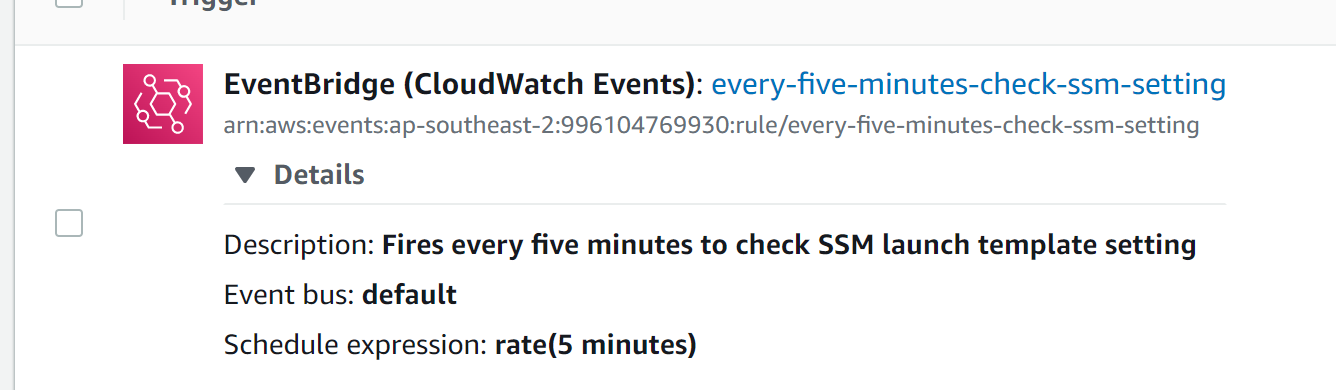 Trigger
EventBridge (CloudWatch Events): every-five-minutes-check-ssm-setting
arn:aws:events:ap-southeast-2:996104769930:rule/every-five-minutes-check-ssm-setting
Details
Description: Fires every five minutes to check SSM launch template setting
Event bus: default
Schedule expression: rate(5 minutes)